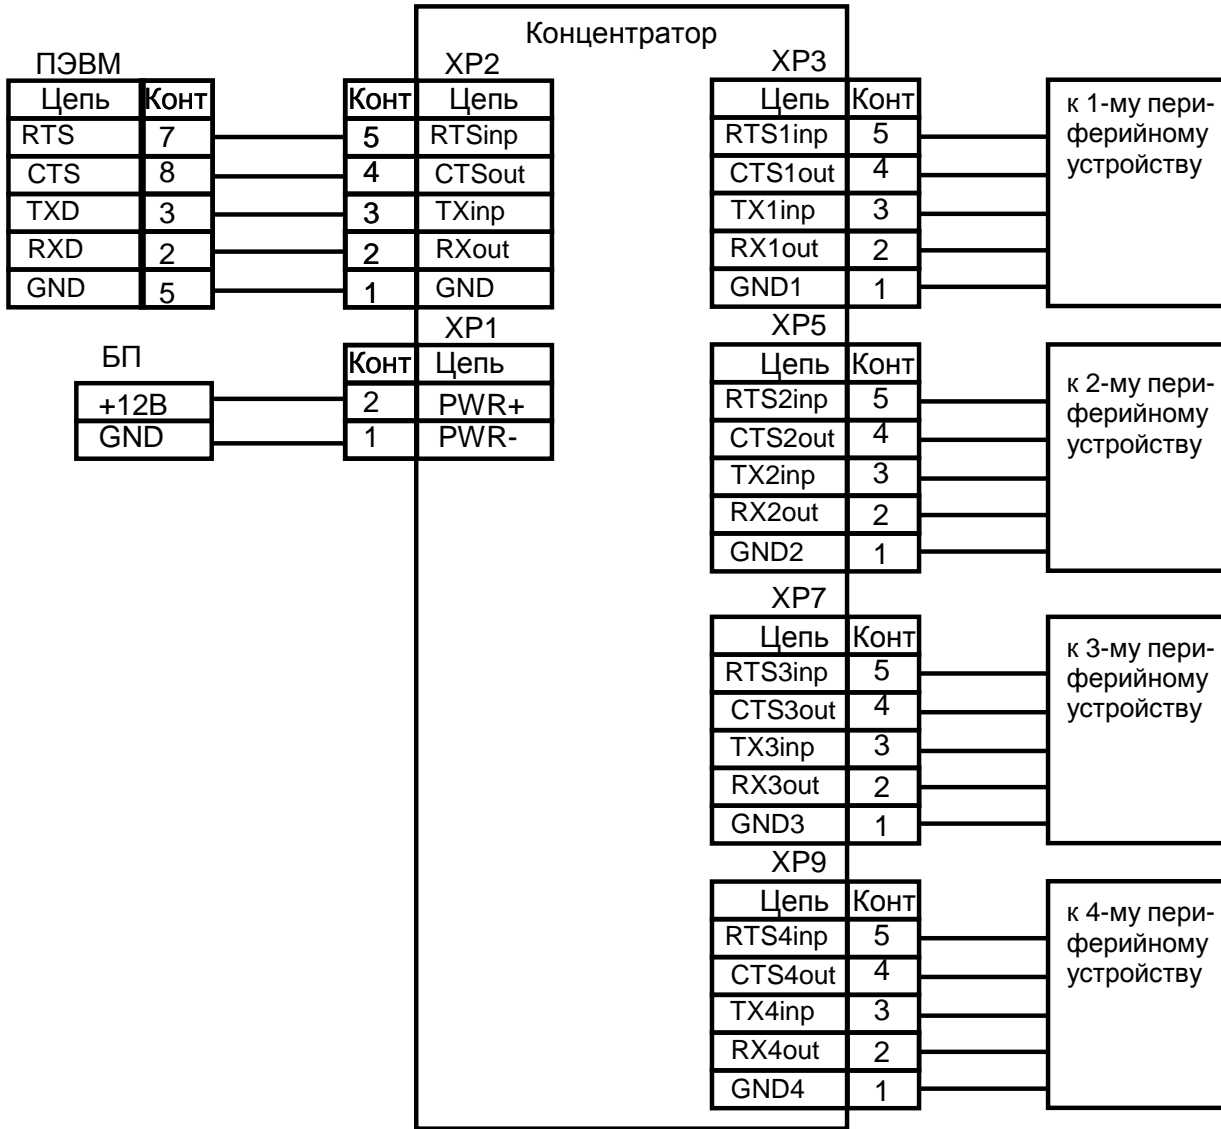 Концентратор
ПЭВМ
Цепь Конт
RTS 7
CTS 8
TXD 3
RXD 2
GND 5
XP2
Конт Цепь
5 RTSinp
4 CTSout
3 TXinp
2 RXout
1 GND
БП
+12В
GND
XP1
Конт Цепь
2 PWR+
1 PWR-
XP3
Цепь Конт
RTS1inp 5
CTS1out 4
TX1inp 3
RX1out 2
GND1 1
к 1-му пери-
ферийному
устройству
XP5
Цепь Конт
RTS2inp 5
CTS2out 4
TX2inp 3
RX2out 2
GND2 1
к 2-му пери-
ферийному
устройству
XP7
Цепь Конт
RTS3inp 5
CTS3out 4
TX3inp 3
RX3out 2
GND3 1
к 3-му пери-
ферийному
устройству
XP9
Цепь Конт
RTS4inp 5
CTS4out 4
TX4inp 3
RX4out 2
GND4 1
к 4-му пери-
ферийному
устройству